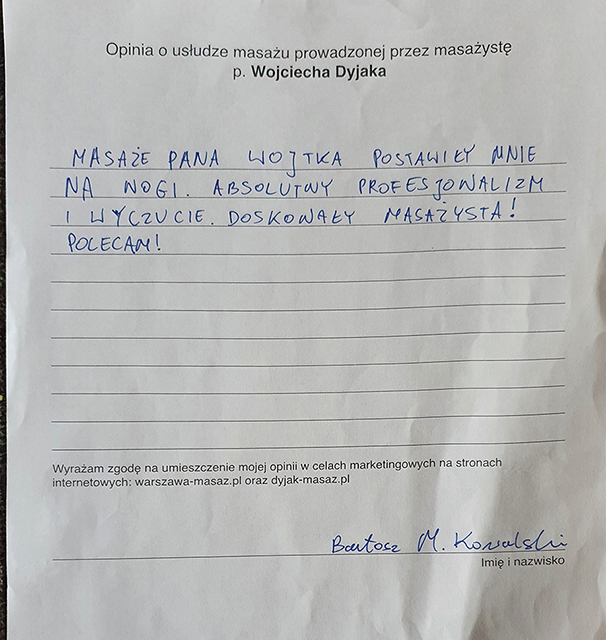 Opinia o usłudze masażu prowadzonej przez masażystę
p. Wojciecha Dyjaka
MASAŻE PANA WOJTKA POSTAWIŁY MNIE
NA NOGI. ABSOLUTNY PROFESJONALIZM
I WYCZUCIE. DOSKONAŁY MASAŻYSTA!
POLECAM!
Wyrażam zgodę na umieszczenie mojej opinii w celach marketingowych na stronach
internetowych: warszawa-masaz.pl oraz dyjak-masaz.pl
Bartosz M. Kowalski
Imię i nazwisko